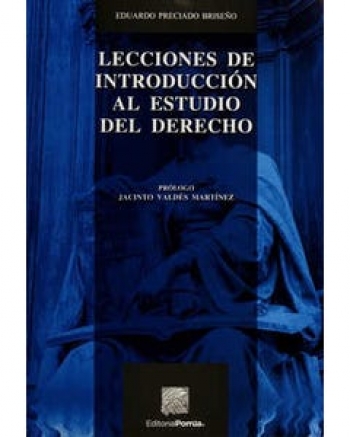 EDUARDO PRECIADO BRISEÑO
LECCIONES DE
INTRODUCCIÓN
AL ESTUDIO
DEL DERECHO
PRÓLOGO
JACINTO VALDÉS MARTÍNEZ
Editorial Porrúa